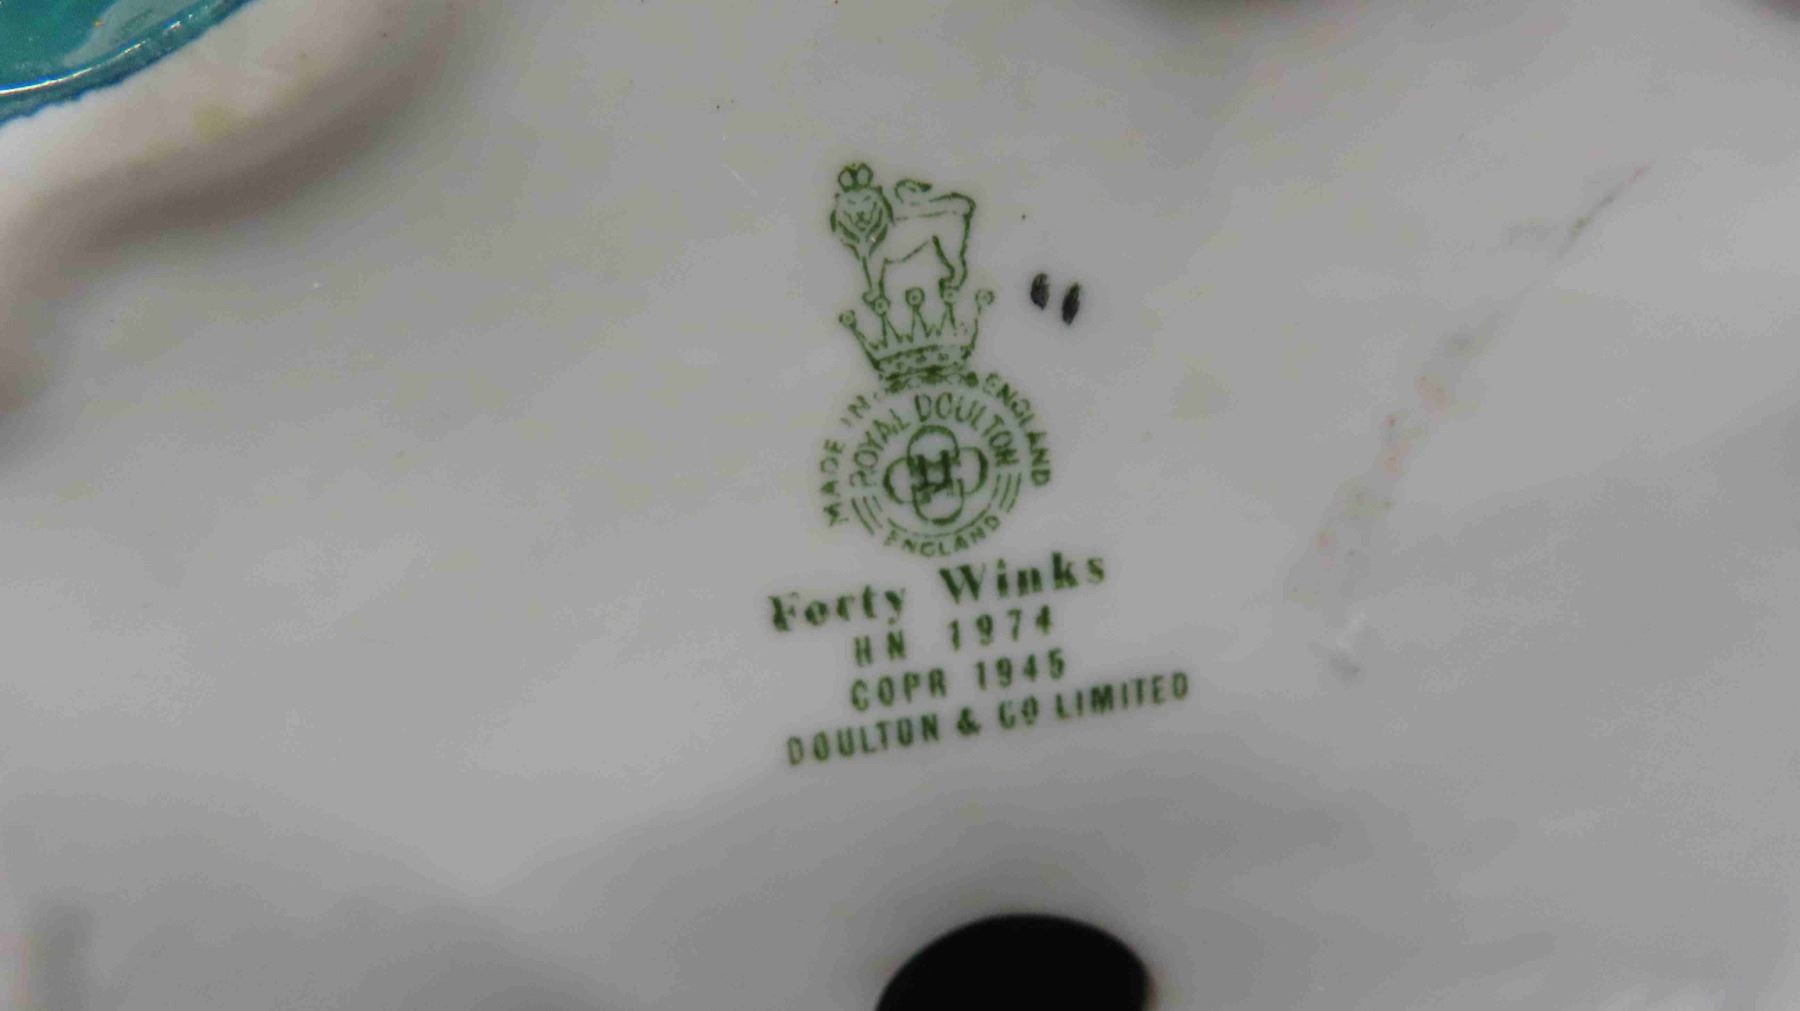 MADE IN ENGLAND
ROYAL DOULTON
ENGLAND
Forty Winks
HN 1974
COPR 1945
DOULTON & CO LIMITED